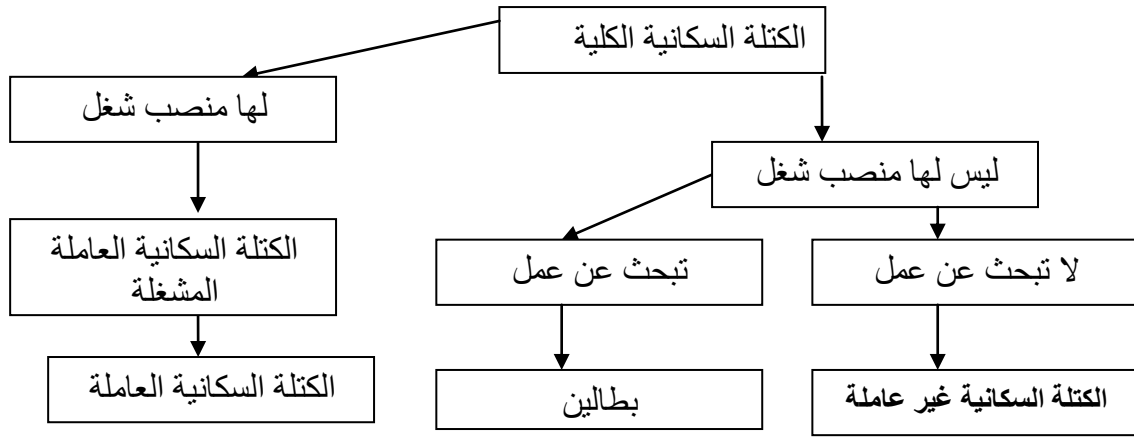 الكتلة السكانية الكلية
لها منصب شغل
ليس لها منصب شغل
الكتلة السكانية العاملة
المشغلة
تبحث عن عمل
لا تبحث عن عمل
الكتلة السكانية العاملة
بطالين
الكتلة السكانية غير عاملة